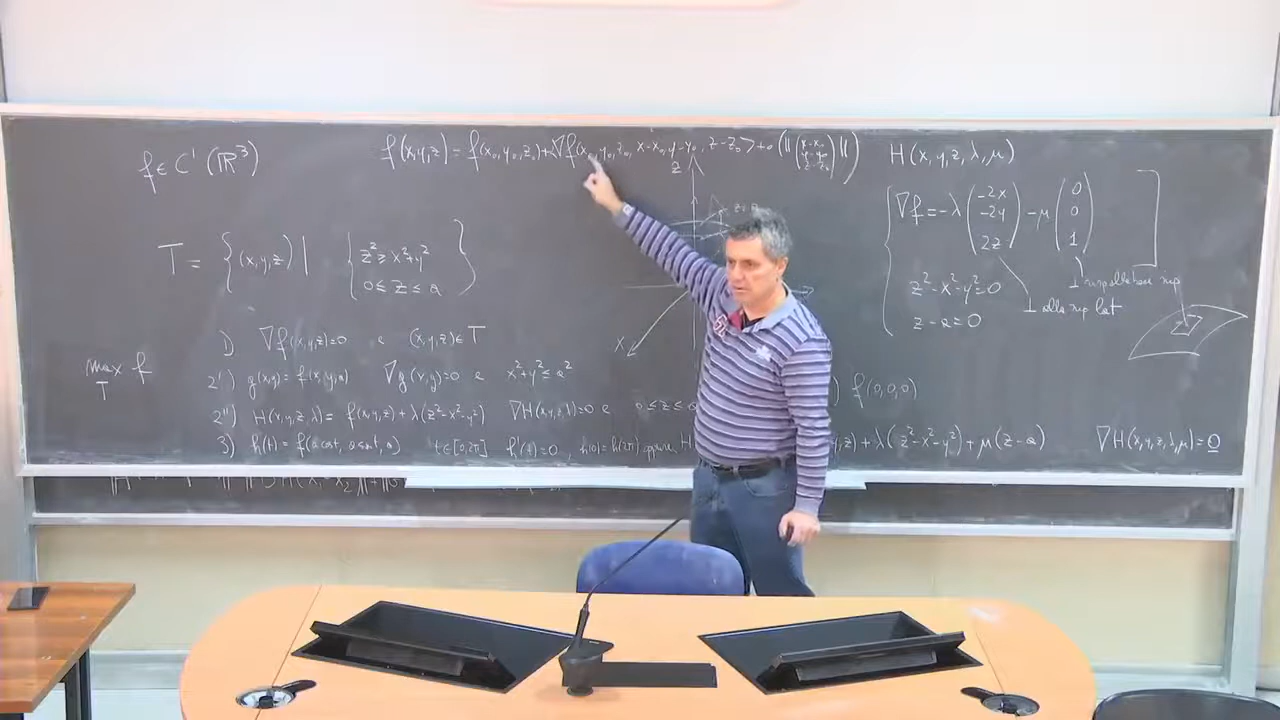 f ∈ C¹(ℝ³)
f(x,y,z) = f(x₀,y₀,z₀) + <∇f(x₀,y₀,z₀, x-x₀, y-y₀, z-z₀> + o(||(x-x₀ y-y₀ z-z₀)||)
T = {(x,y,z) | { z² ≥ x²+y²
0 ≤ z ≤ a }
max f
T
1) ∇f(x,y,z)=0 e (x,y,z)∈T
2') g(x,y) = f(x,y,a) ∇g(x,y)=0 e x²+y² ≤ a²
2'') H(x,y,z,λ) = f(x,y,z)+λ(z²-x²-y²) ∇H(x,y,z,λ)=0 e 0≤z≤a
3) h(t) = f(a cos t, a sin t, a) t∈[0,2π] h'(t)=0, h(0)=h(2π) oppure H
z
x
) f(0,0,0)
,z)+λ(z²-x²-y²)+μ(z-a) ∇H(x,y,z,λ,μ)=0
H(x,y,z,λ,μ)
∇f = -λ (-2x -2y 2z) - μ (0 0 1)
z²-x²-y²=0
z-a=0
⊥ alla sup lat
⊥